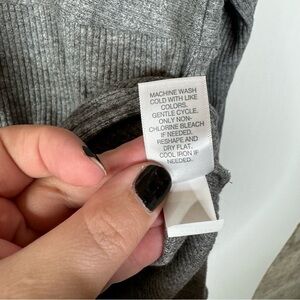 MACHINE WASH
COLD WITH LIKE
COLORS,
GENTLE CYCLE,
ONLY NON-
CHLORINE BLEACH
IF NEEDED,
RESHAPE AND
DRY FLAT,
COOL IRON IF
NEEDED.